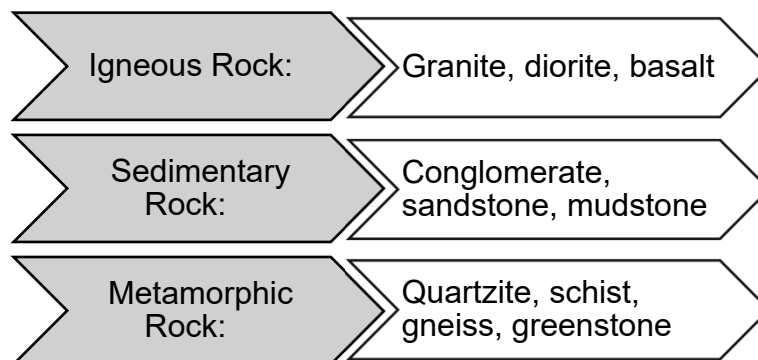 Igneous Rock:
Granite, diorite, basalt
Sedimentary
Rock:
Conglomerate,
sandstone, mudstone
Metamorphic
Rock:
Quartzite, schist,
gneiss, greenstone